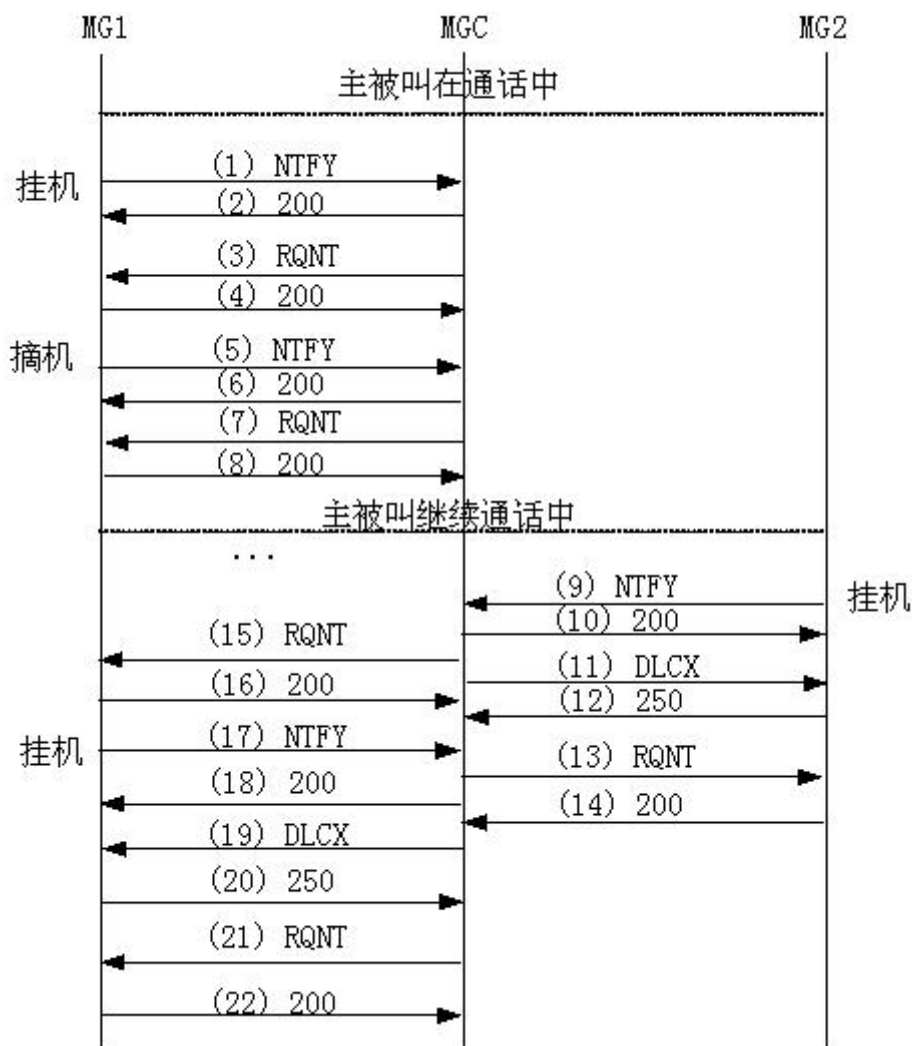 MG1 MGC MG2
主被叫在通话中
(1) NTFY
挂机
(2) 200
(3) RQNT
(4) 200
摘机
(5) NTFY
(6) 200
(7) RQNT
(8) 200
主被叫继续通话中
...
(9) NTFY
挂机
(10) 200
(15) RQNT
(11) DLCX
(16) 200
(12) 250
挂机
(17) NTFY
(13) RQNT
(18) 200
(14) 200
(19) DLCX
(20) 250
(21) RQNT
(22) 200